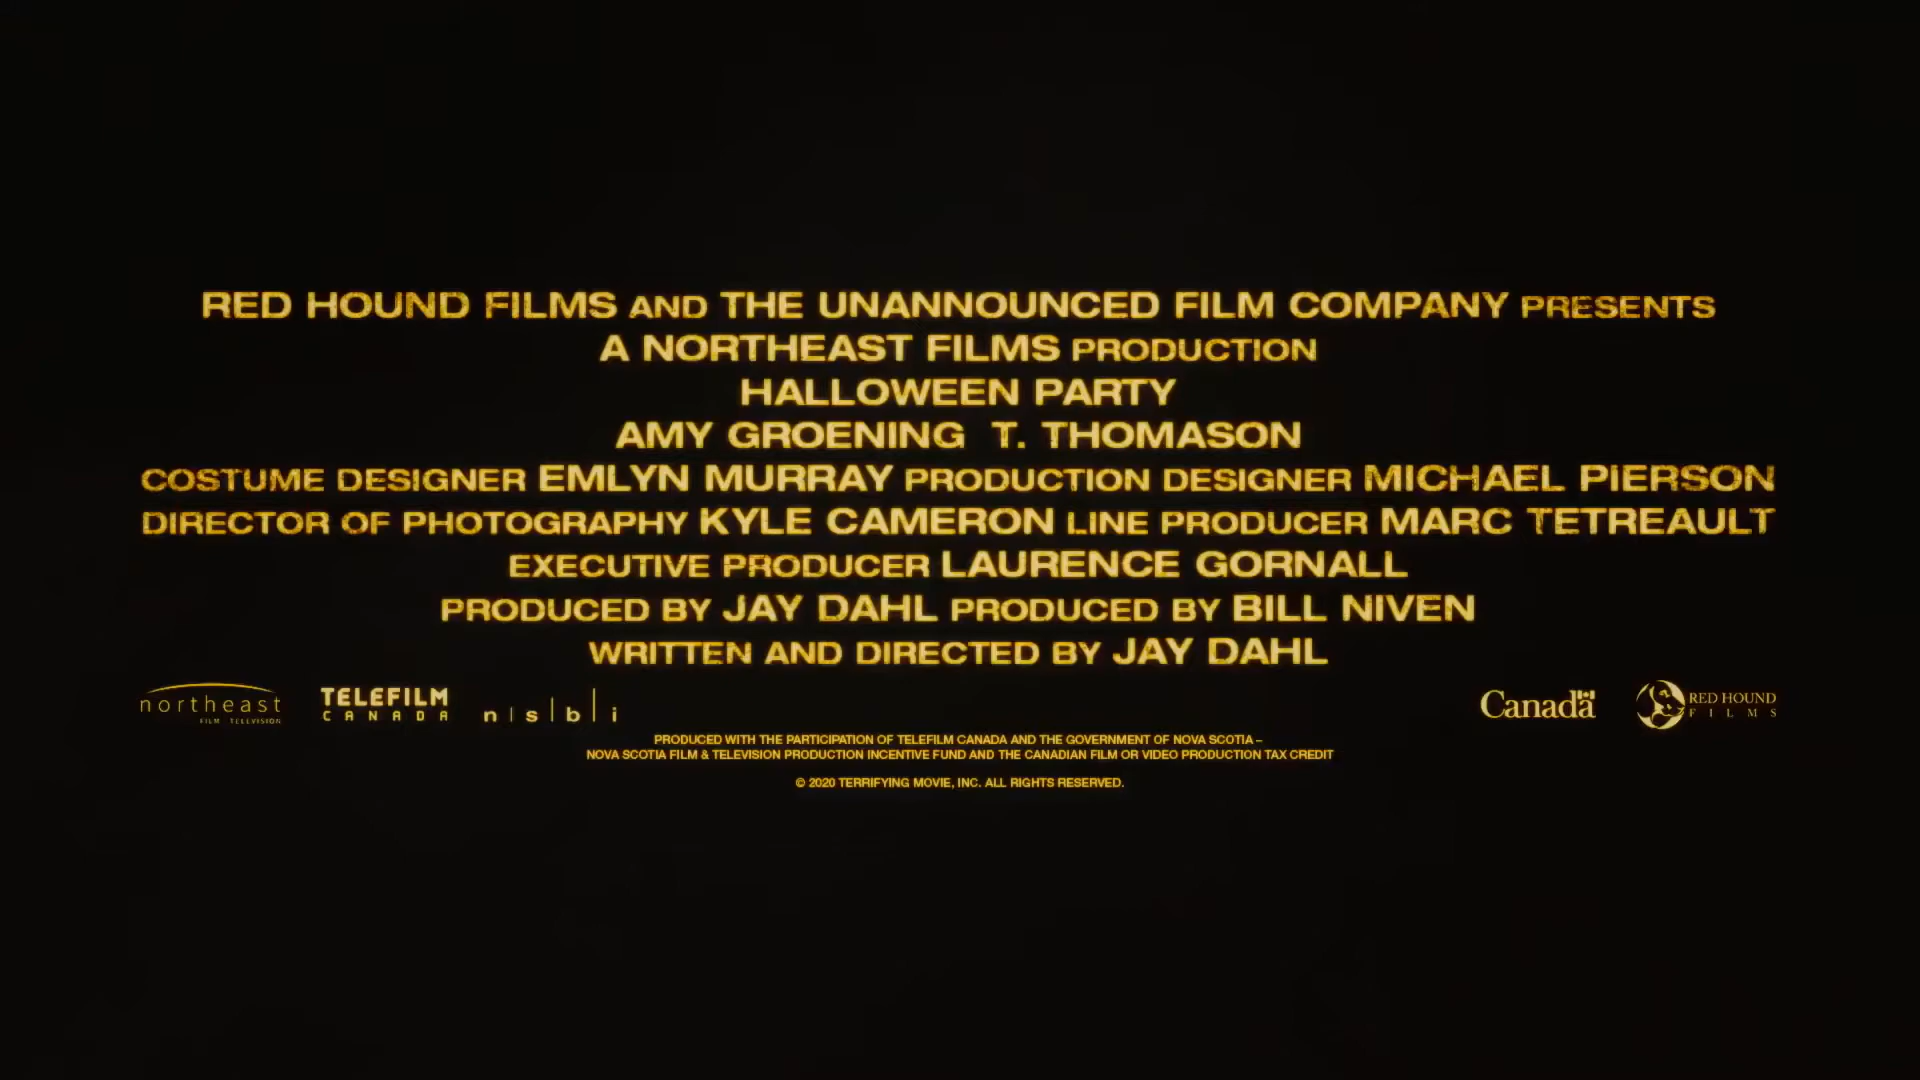 RED HOUND FILMS AND THE UNANNOUNCED FILM COMPANY PRESENTS
A NORTHEAST FILMS PRODUCTION
HALLOWEEN PARTY
AMY GROENING T. THOMASON
COSTUME DESIGNER EMLYN MURRAY PRODUCTION DESIGNER MICHAEL PIERSON
DIRECTOR OF PHOTOGRAPHY KYLE CAMERON LINE PRODUCER MARC TETREAULT
EXECUTIVE PRODUCER LAURENCE GORNALL
PRODUCED BY JAY DAHL PRODUCED BY BILL NIVEN
WRITTEN AND DIRECTED BY JAY DAHL
northeast
FILM TELEVISION
TELEFILM
CANADA
n|s|b|i
Canada
RED HOUND
FILMS
PRODUCED WITH THE PARTICIPATION OF TELEFILM CANADA AND THE GOVERNMENT OF NOVA SCOTIA –
NOVA SCOTIA FILM & TELEVISION PRODUCTION INCENTIVE FUND AND THE CANADIAN FILM OR VIDEO PRODUCTION TAX CREDIT
© 2020 TERRIFYING MOVIE, INC. ALL RIGHTS RESERVED.